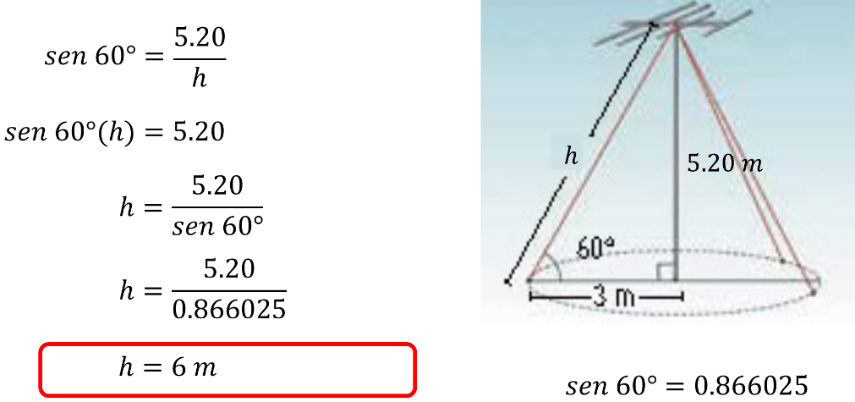 sen 60° = 5.20 / h
sen 60°(h) = 5.20
h = 5.20 / sen 60°
h = 5.20 / 0.866025
h = 6 m
h
5.20 m
60°
3 m
sen 60° = 0.866025